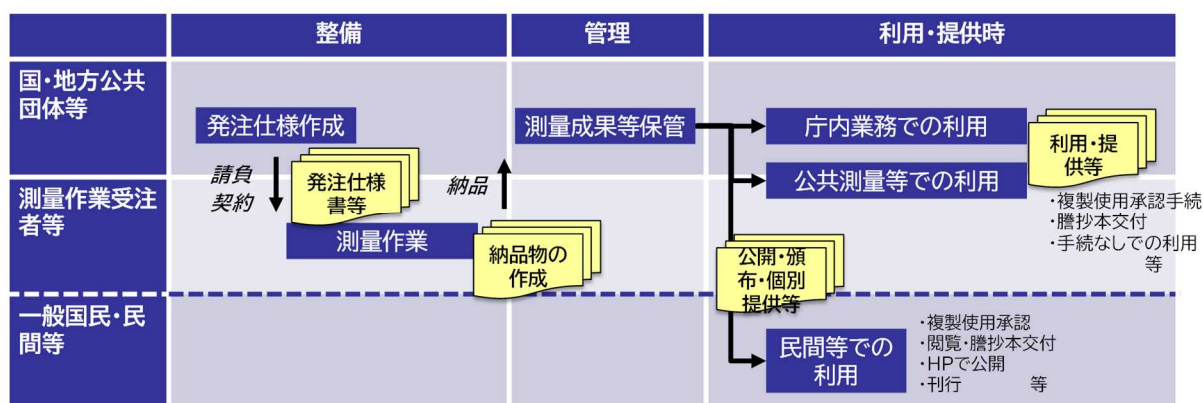 整備
管理
利用・提供時
国・地方公共
団体等
発注仕様作成
測量成果等保管
庁内業務での利用
利用・提
供等
請負
契約
発注仕様
書等
納品
公共測量等での利用
測量作業受注
者等
測量作業
納品物の
作成
公開・頒
布・個別
提供等
・複製使用承認手続
・謄抄本交付
・手続なしでの利用
等
一般国民・民
間等
民間等での
利用
・複製使用承認
・閲覧・謄抄本交付
・HPで公開
・刊行 等